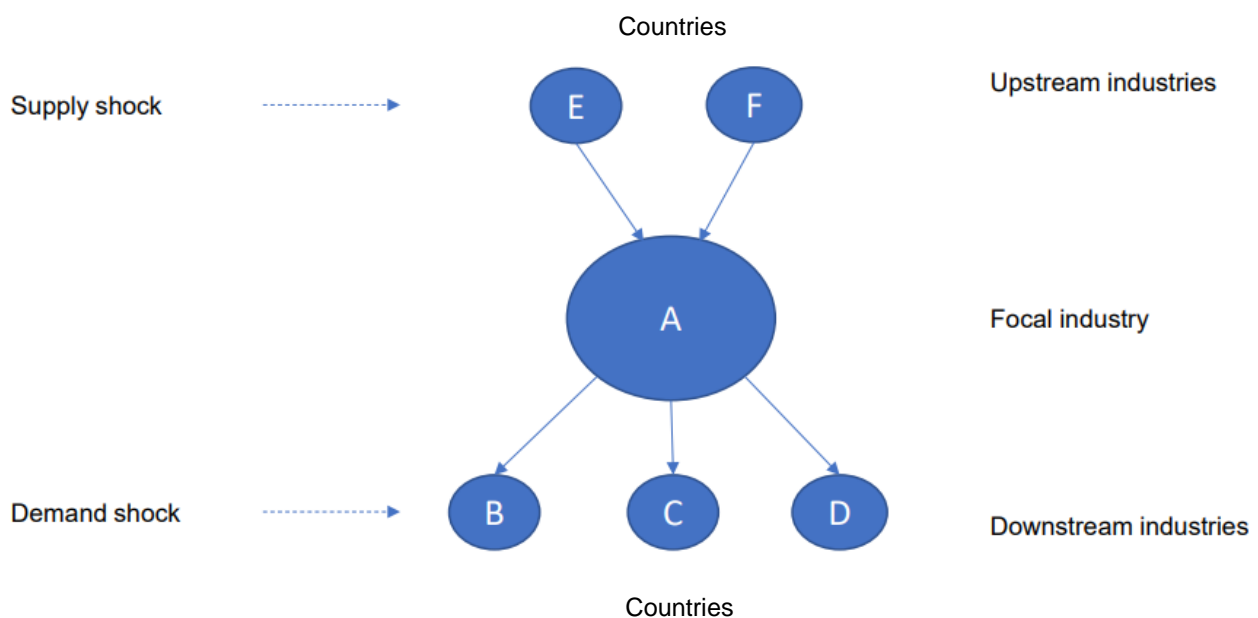 Countries
Supply shock
E
F
Upstream industries
A
Focal industry
Demand shock
B
C
D
Downstream industries
Countries